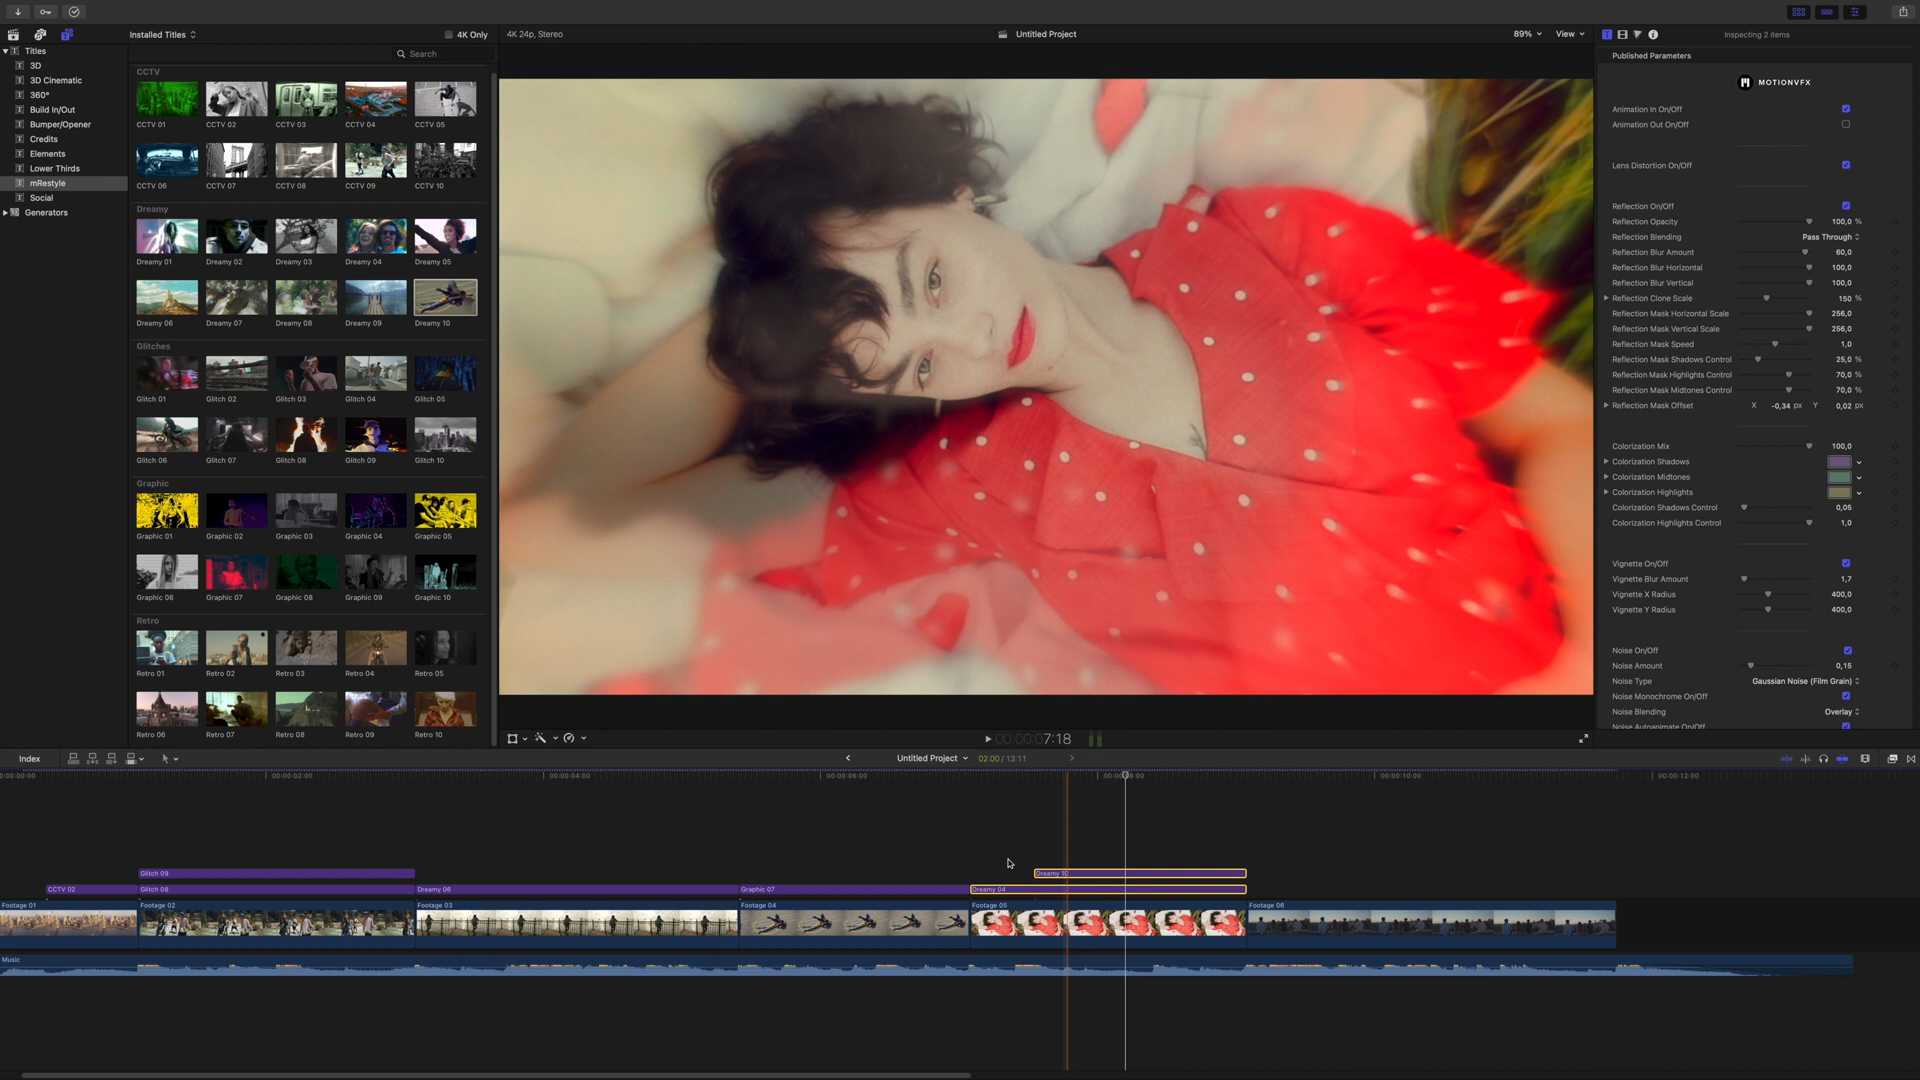 Installed Titles
4K Only
4K 24p, Stereo
Untitled Project
89%
View
Inspecting 2 items
Titles
3D
3D Cinematic
360°
Build In/Out
Bumper/Opener
Credits
Elements
Lower Thirds
mRestyle
Social
Generators
Search
CCTV
CCTV 01
CCTV 02
CCTV 03
CCTV 04
CCTV 05
CCTV 06
CCTV 07
CCTV 08
CCTV 09
CCTV 10
Dreamy
Dreamy 01
Dreamy 02
Dreamy 03
Dreamy 04
Dreamy 05
Dreamy 06
Dreamy 07
Dreamy 08
Dreamy 09
Dreamy 10
Glitches
Glitch 01
Glitch 02
Glitch 03
Glitch 04
Glitch 05
Glitch 06
Glitch 07
Glitch 08
Glitch 09
Glitch 10
Graphic
Graphic 01
Graphic 02
Graphic 03
Graphic 04
Graphic 05
Graphic 06
Graphic 07
Graphic 08
Graphic 09
Graphic 10
Retro
Retro 01
Retro 02
Retro 03
Retro 04
Retro 05
Retro 06
Retro 07
Retro 08
Retro 09
Retro 10
Published Parameters
MOTIONVFX
Animation In On/Off
Animation Out On/Off
Lens Distortion On/Off
Reflection On/Off
Reflection Opacity 100,0 %
Reflection Blending Pass Through
Reflection Blur Amount 60,0
Reflection Blur Horizontal 100,0
Reflection Blur Vertical 100,0
Reflection Clone Scale 150 %
Reflection Mask Horizontal Scale 256,0
Reflection Mask Vertical Scale 256,0
Reflection Mask Speed 1,0
Reflection Mask Shadows Control 25,0 %
Reflection Mask Highlights Control 70,0 %
Reflection Mask Midtones Control 70,0 %
Reflection Mask Offset X -0,34 px Y 0,02 px
Colorization Mix 100,0
Colorization Shadows
Colorization Midtones
Colorization Highlights
Colorization Shadows Control 0,05
Colorization Highlights Control 1,0
Vignette On/Off
Vignette Blur Amount 1,7
Vignette X Radius 400,0
Vignette Y Radius 400,0
Noise On/Off
Noise Amount 0,15
Noise Type Gaussian Noise (Film Grain)
Noise Monochrome On/Off
Noise Blending Overlay
Noise Autoanimate On/Off
00:00:07:18
Index
Untitled Project
02:00 / 13:11
0:00:00:00
00:00:02:00
00:00:04:00
00:00:06:00
00:00:08:00
00:00:10:00
00:00:12:00
Glitch 09
Dreamy 10
CCTV 02
Glitch 08
Dreamy 06
Graphic 07
Dreamy 04
Footage 01
Footage 02
Footage 03
Footage 04
Footage 05
Footage 06
Music